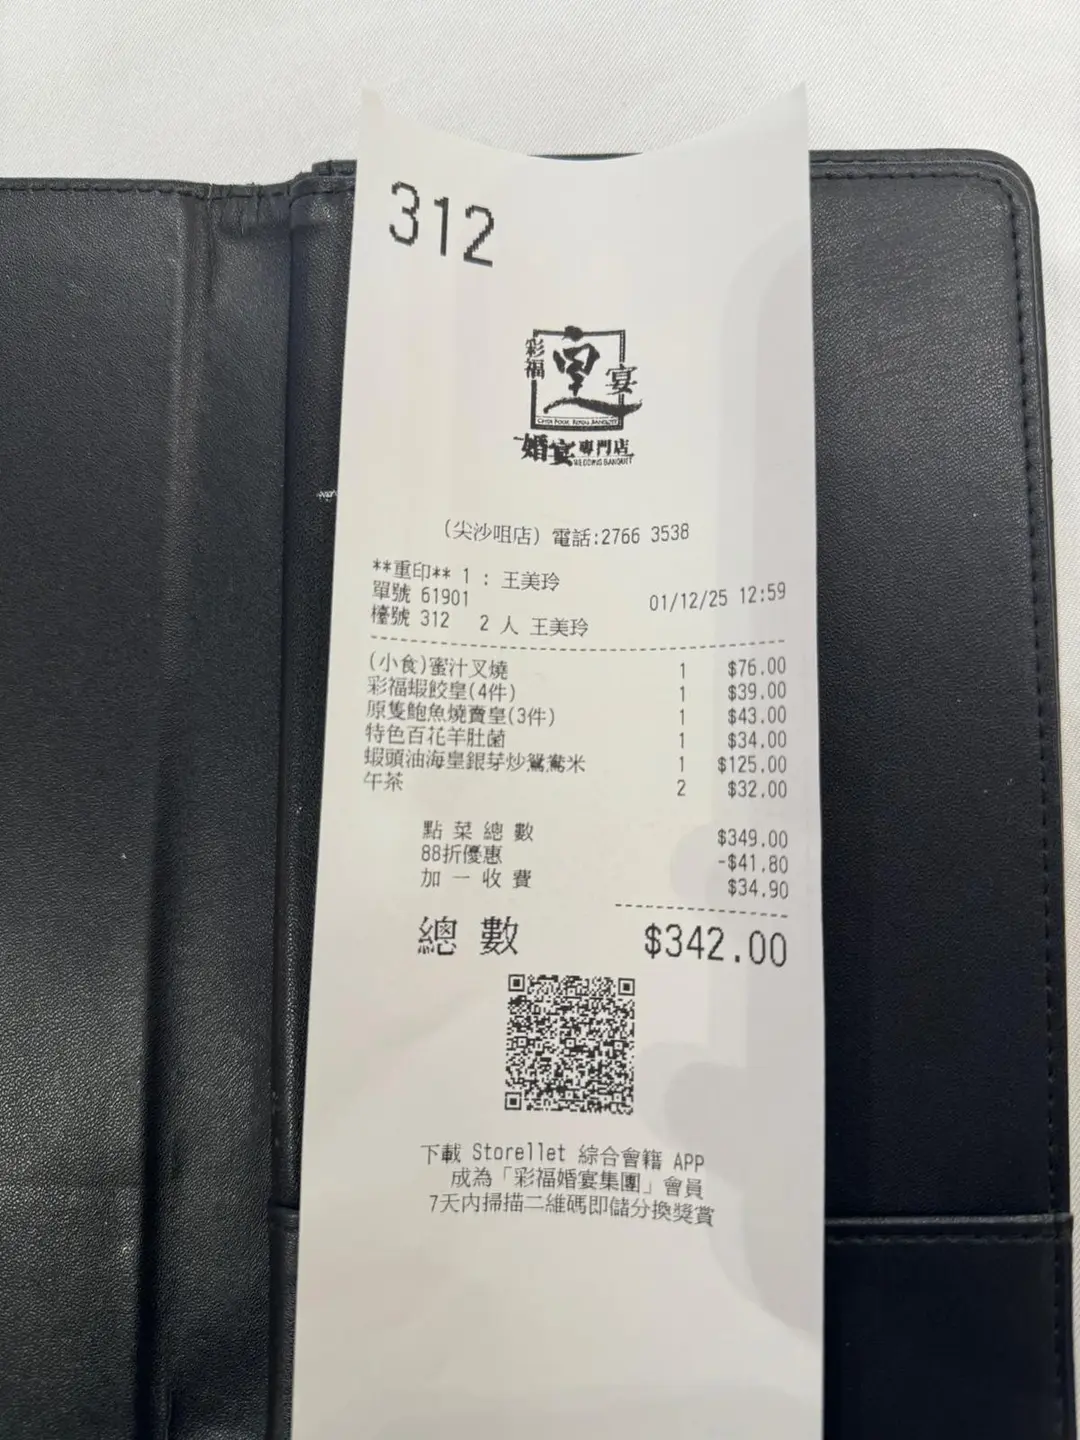 312
彩福
皇
宴
CHOI FOOK ROYAL BANQUET
婚宴專門店
WEDDING BANQUET
(尖沙咀店) 電話:2766 3538
**重印** 1 : 王美玲
單號 61901 01/12/25 12:59
檯號 312 2 人 王美玲
(小食)蜜汁叉燒 1 $76.00
彩福蝦餃皇(4件) 1 $39.00
原隻鮑魚燒賣皇(3件) 1 $43.00
特色百花羊肚菌 1 $34.00
蝦頭油海皇銀芽炒鴛鴦米 1 $125.00
午茶 2 $32.00
點菜總數 $349.00
88折優惠 -$41.80
加一收費 $34.90
總數 $342.00
下載 Storellet 綜合會籍 APP
成為「彩福婚宴集團」會員
7天內掃描二維碼即儲分換獎賞